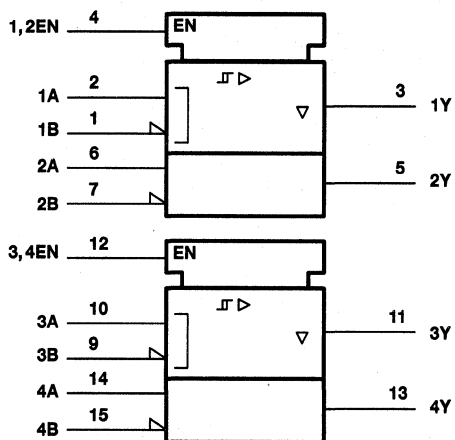 1,2EN 4 EN
1A 2 3 1Y
1B 1
2A 6 5 2Y
2B 7
3,4EN 12 EN
3A 10 11 3Y
3B 9
4A 14 13 4Y
4B 15